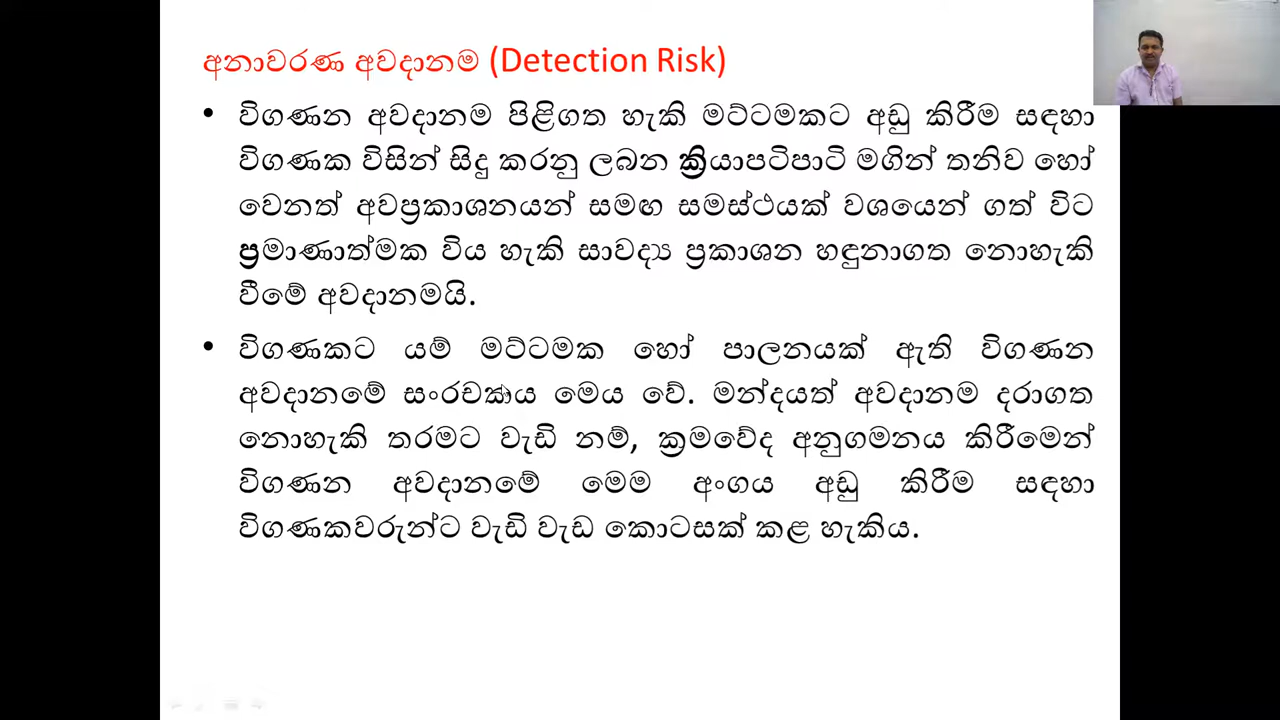 අනාවරණ අවදානම (Detection Risk)
• විගණන අවදානම පිළිගත හැකි මට්ටමකට අඩු කිරීම සඳහා
විගණක විසින් සිදු කරනු ලබන ක්‍රියාපටිපාටි මගින් තනිව හෝ
වෙනත් අවප්‍රකාශනයන් සමඟ සමස්ථයක් වශයෙන් ගත් විට
ප්‍රමාණාත්මක විය හැකි සාවද්‍ය ප්‍රකාශන හඳුනාගත නොහැකි
වීමේ අවදානමයි.
• විගණකට යම් මට්ටමක හෝ පාලනයක් ඇති විගණන
අවදානමේ සංරචකය මෙය වේ. මන්දයත් අවදානම දරාගත
නොහැකි තරමට වැඩි නම්, ක්‍රමවේද අනුගමනය කිරීමෙන්
විගණන අවදානමේ මෙම අංගය අඩු කිරීම සඳහා
විගණකවරුන්ට වැඩි වැඩ කොටසක් කළ හැකිය.